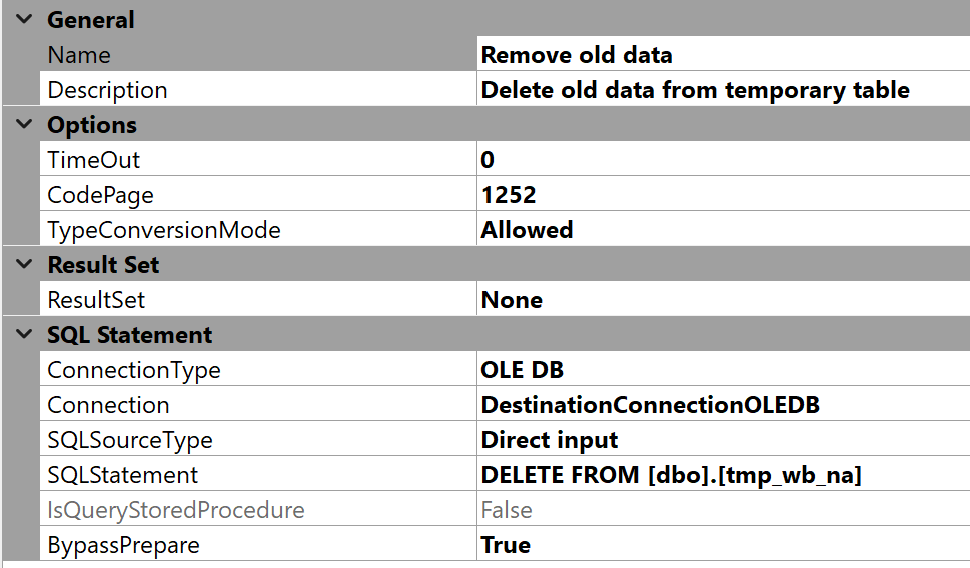 General
Name Remove old data
Description Delete old data from temporary table
Options
TimeOut 0
CodePage 1252
TypeConversionMode Allowed
Result Set
ResultSet None
SQL Statement
ConnectionType OLE DB
Connection DestinationConnectionOLEDB
SQLSourceType Direct input
SQLStatement DELETE FROM [dbo].[tmp_wb_na]
IsQueryStoredProcedure False
BypassPrepare True